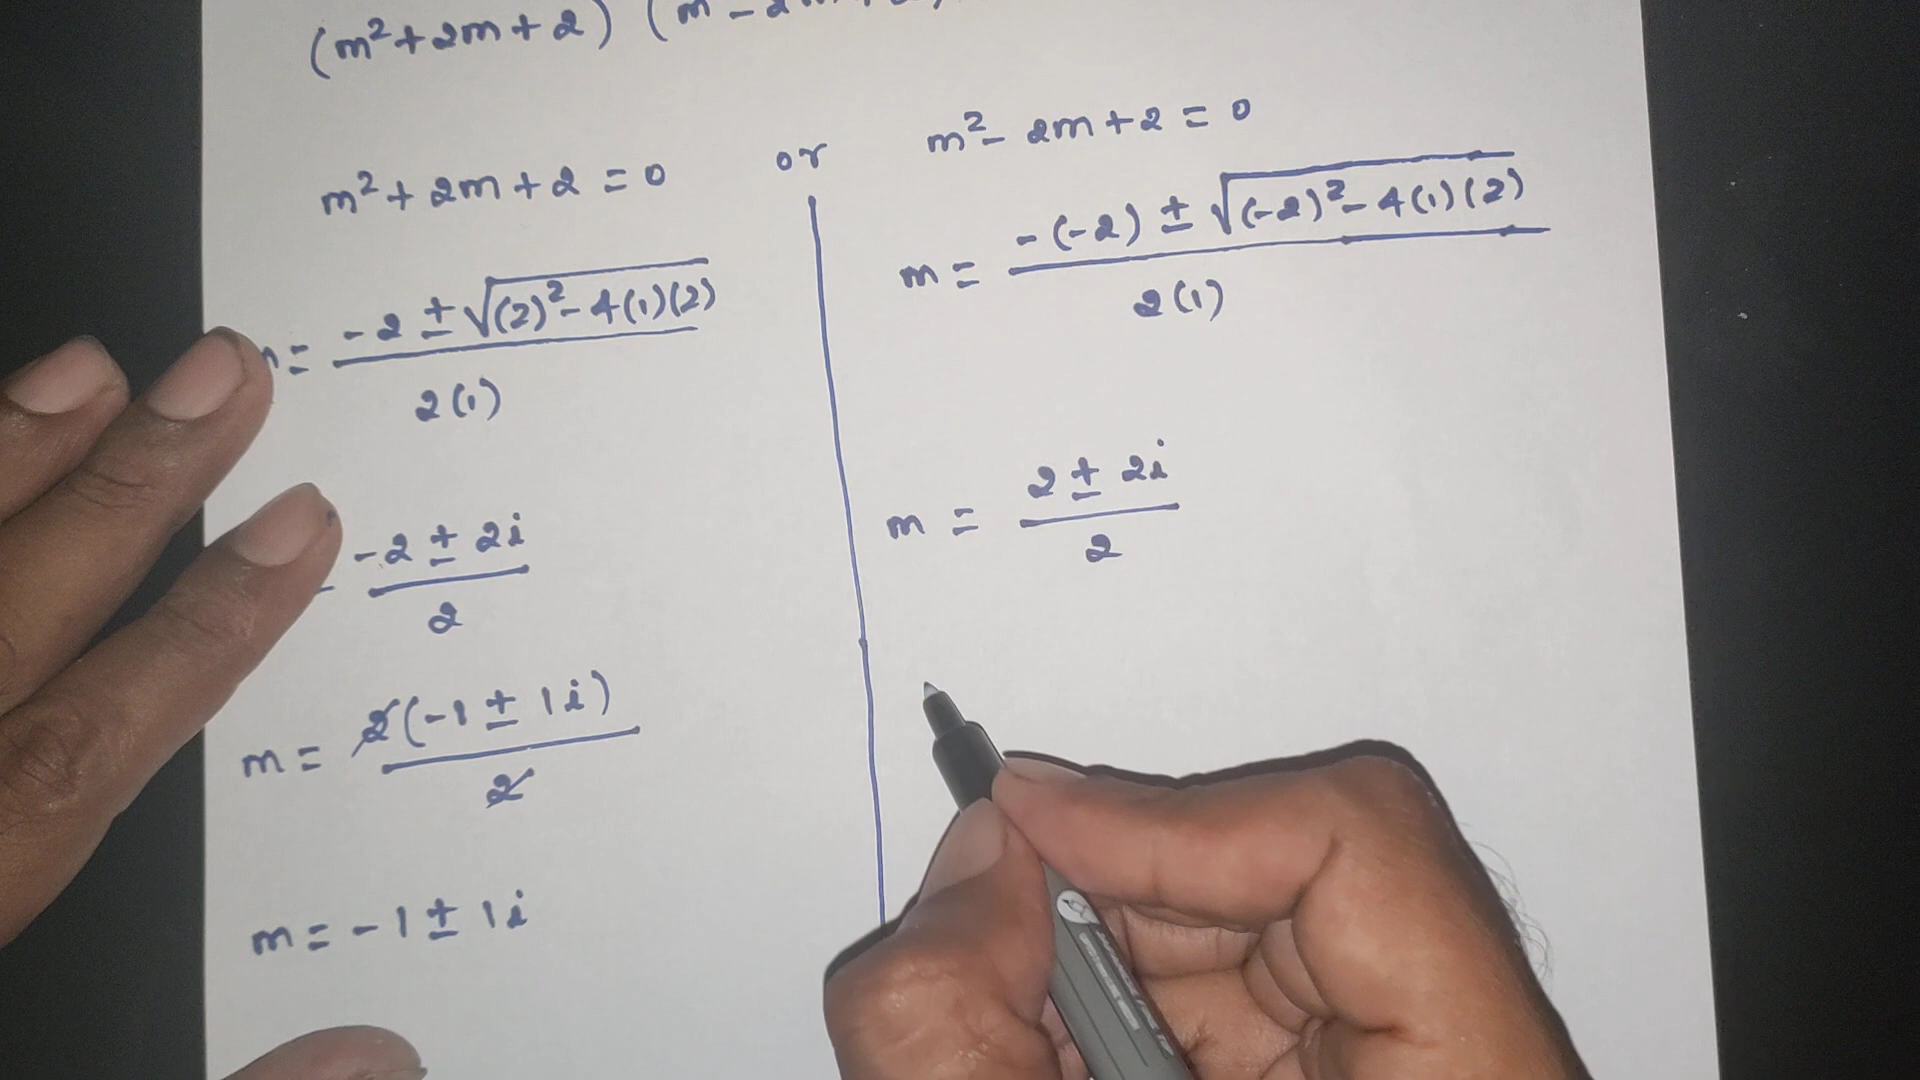 (m²+2m+2) (m-2
m²+2m+2=0
or
m²-2m+2=0
= -2±√(2)²-4(1)(2)
2(1)
m= -(-2)±√(-2)²-4(1)(2)
2(1)
-2±2i
2
m = 2±2i
2
m= 2(-1±1i)
2
m=-1±1i